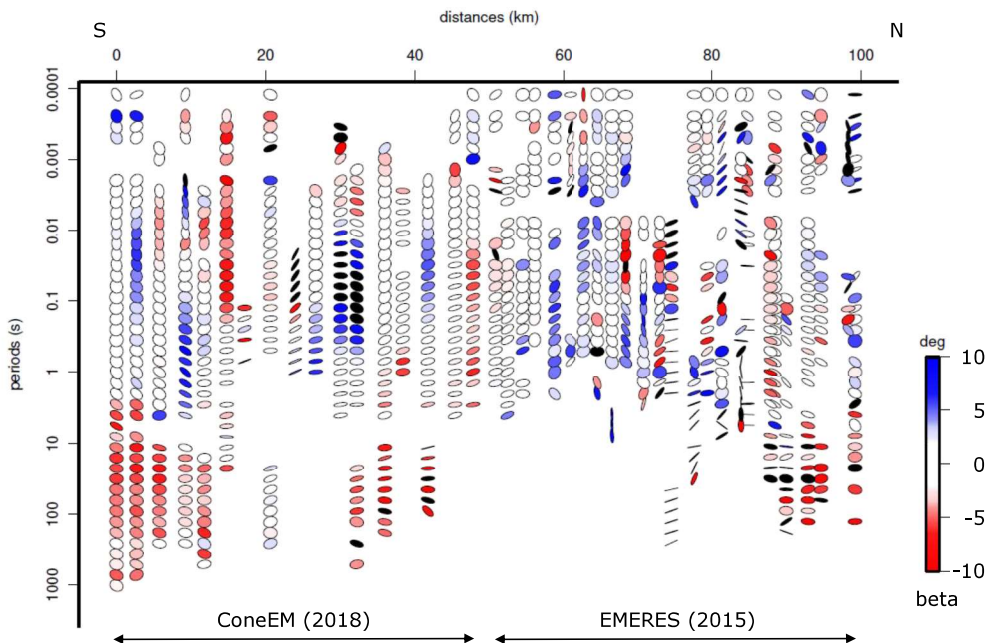 distances (km)
S
N
0 20 40 60 80 100
periods (s)
0.0001
0.001
0.01
0.1
1
10
100
1000
deg
10
5
0
-5
-10
beta
ConeEM (2018)
EMERES (2015)